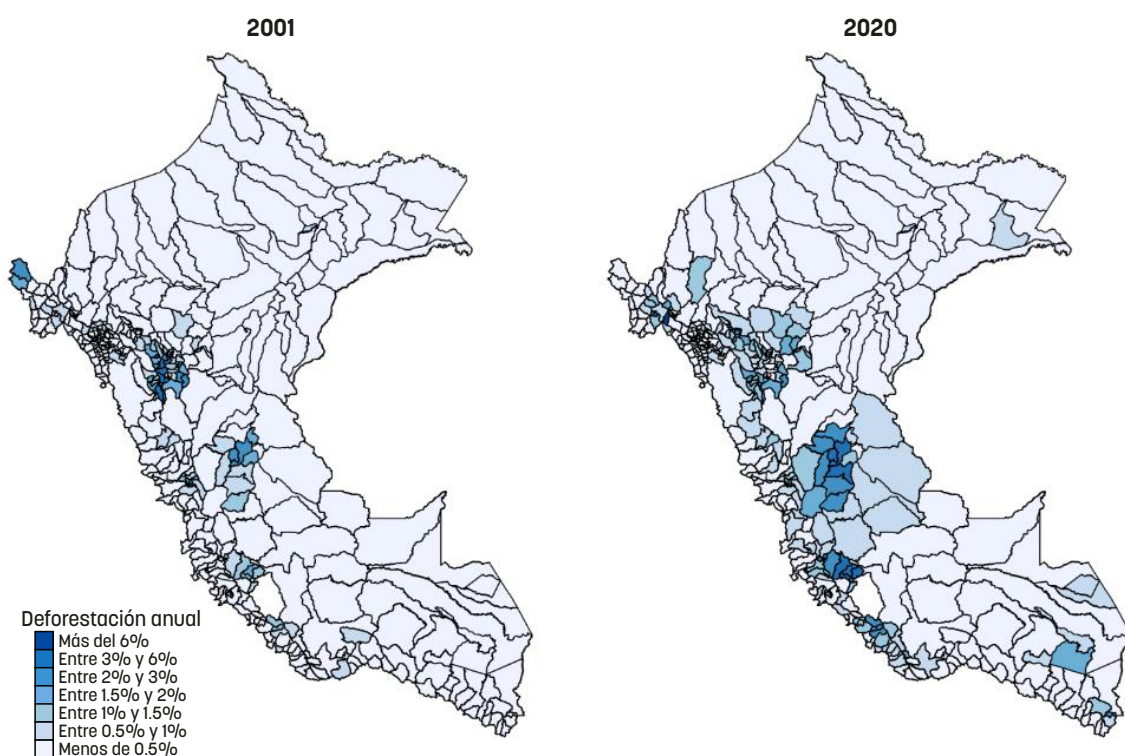 2001
2020
Deforestación anual
Más del 6%
Entre 3% y 6%
Entre 2% y 3%
Entre 1.5% y 2%
Entre 1% y 1.5%
Entre 0.5% y 1%
Menos de 0.5%